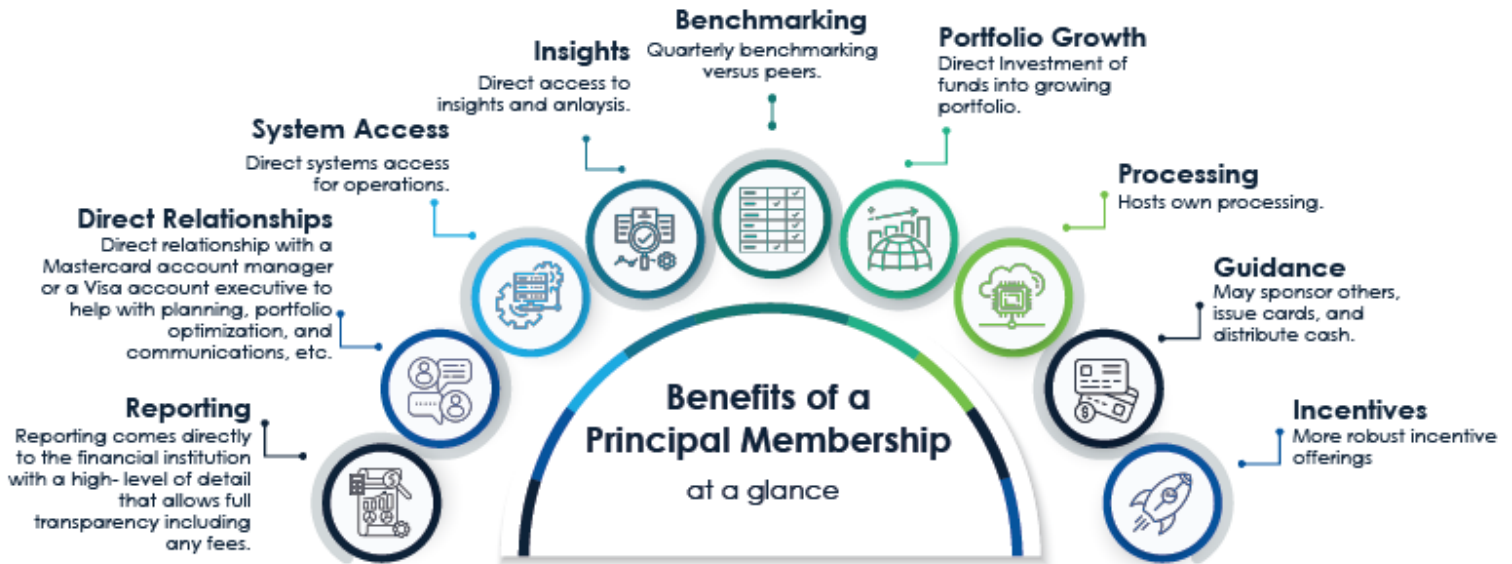 Benchmarking
Quarterly benchmarking
versus peers.
Insights
Direct access to
insights and anlaysis.
Portfolio Growth
Direct Investment of
funds into growing
portfolio.
System Access
Direct systems access
for operations.
Processing
Hosts own processing.
Direct Relationships
Direct relationship with a
Mastercard account manager
or a Visa account executive to
help with planning, portfolio
optimization, and
communications, etc.
Guidance
May sponsor others,
issue cards, and
distribute cash.
Reporting
Reporting comes directly
to the financial institution
with a high- level of detail
that allows full
transparency including
any fees.
Incentives
More robust incentive
offerings
Benefits of a
Principal Membership
at a glance